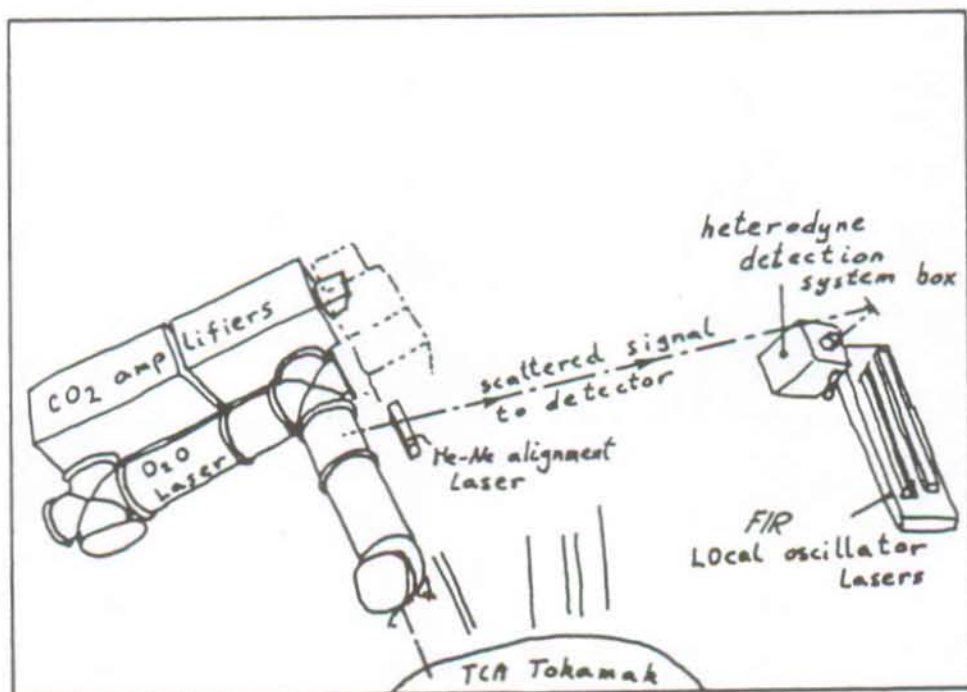 heterodyne
detection
system box
CO2 amplifiers
scattered signal
to detector
D2O
Laser
He-Ne alignment
Laser
FIR
LOcal oscillator
Lasers
TCA Tokamak